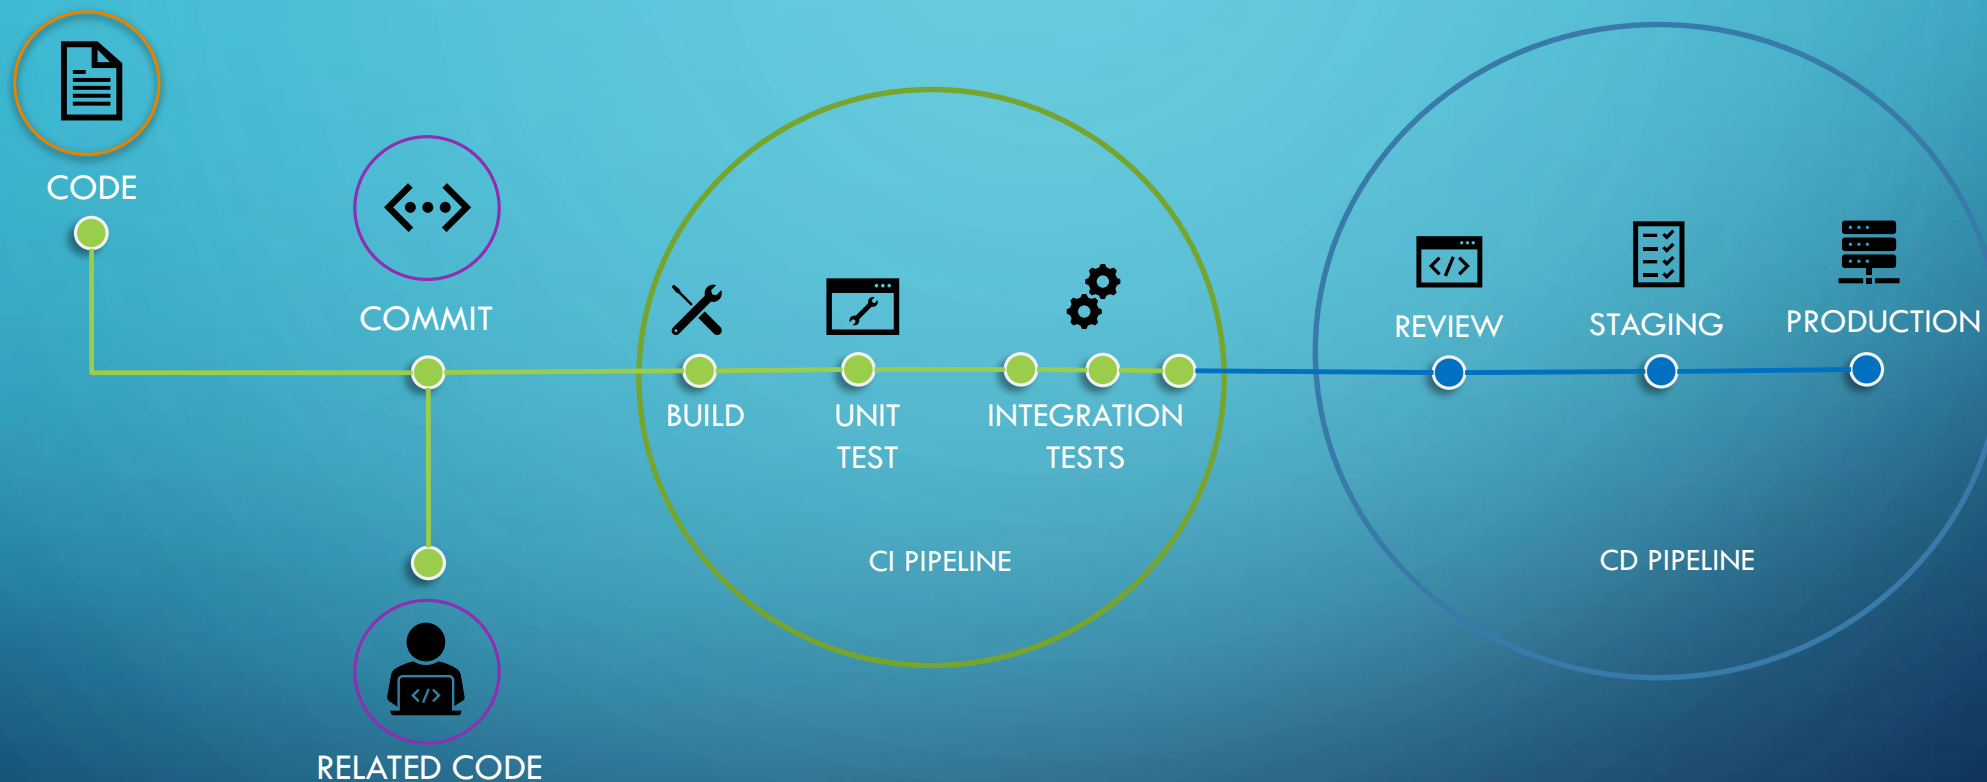 CODE
COMMIT
RELATED CODE
BUILD
UNIT
TEST
INTEGRATION
TESTS
CI PIPELINE
REVIEW
STAGING
PRODUCTION
CD PIPELINE